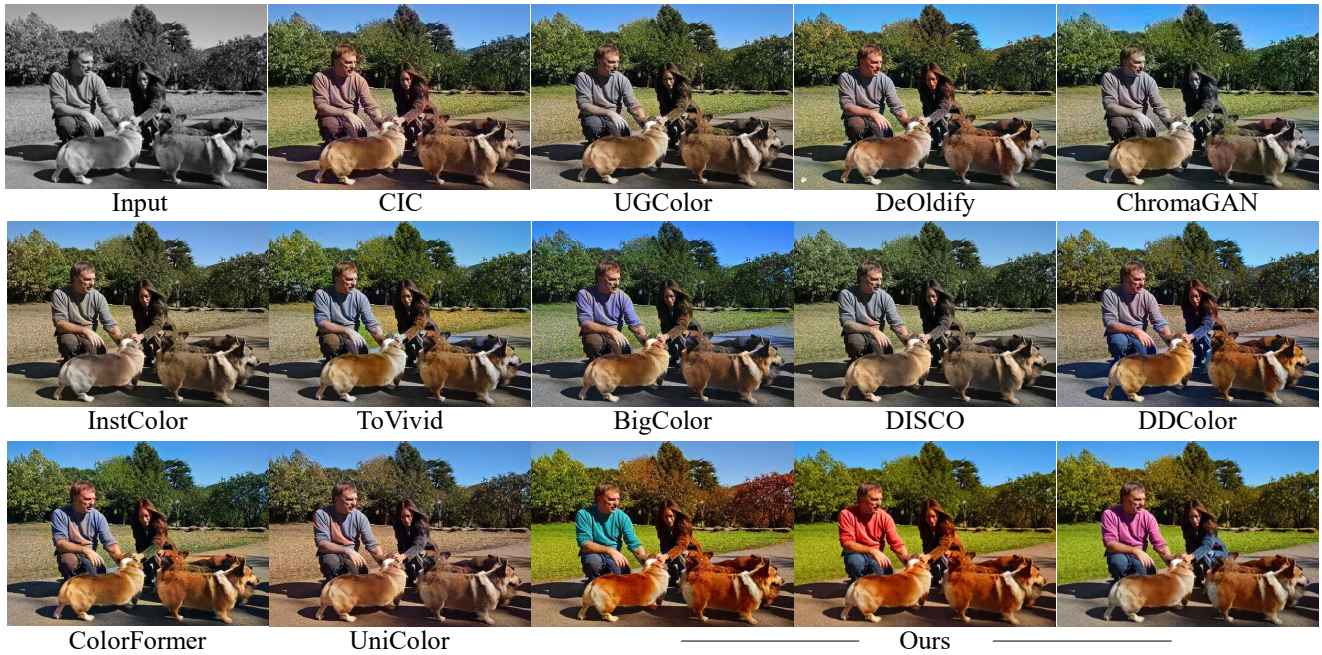 Input CIC UGColor DeOldify ChromaGAN
InstColor ToVivid BigColor DISCO DDColor
ColorFormer UniColor Ours